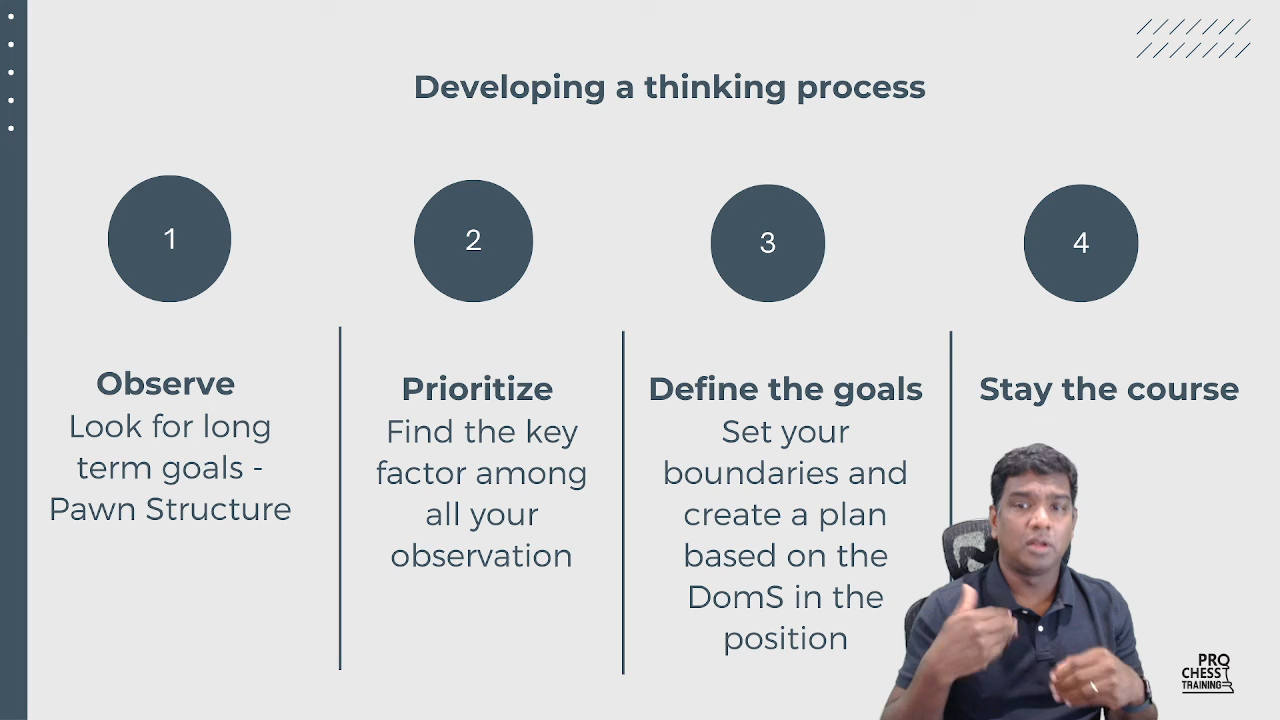 Developing a thinking process
1
2
3
4
Observe
Look for long
term goals -
Pawn Structure
Prioritize
Find the key
factor among
all your
observation
Define the goals
Set your
boundaries and
create a plan
based on the
DomS in the
position
Stay the course
PRO
CHESS
TRAINING